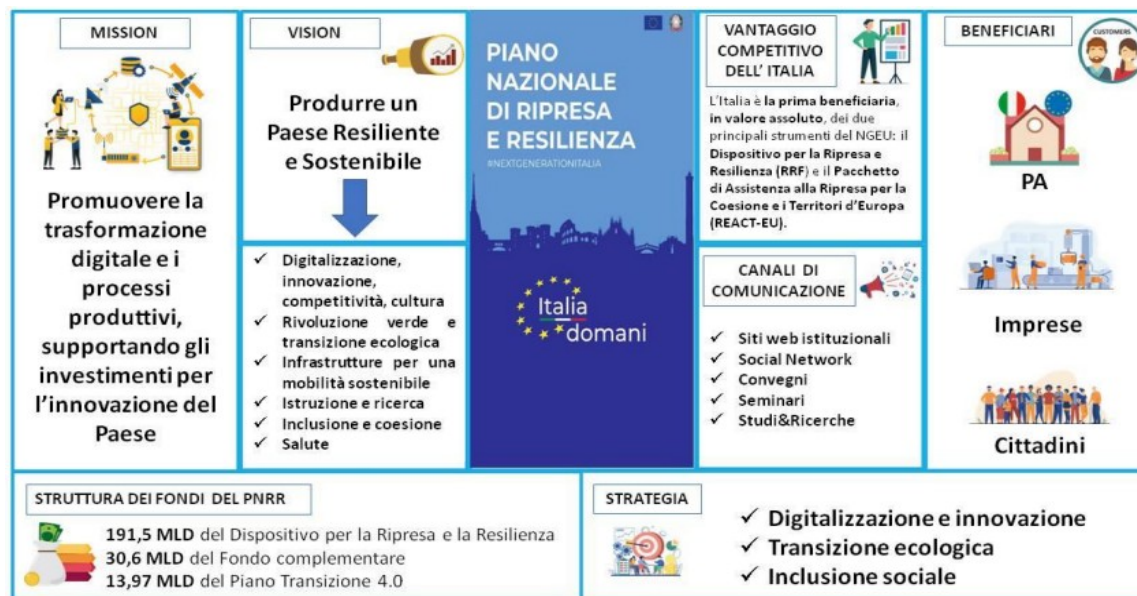 MISSION
Promuovere la
trasformazione
digitale e i
processi
produttivi,
supportando gli
investimenti per
l'innovazione del
Paese
VISION
Produrre un
Paese Resiliente
e Sostenibile
✓ Digitalizzazione,
innovazione,
competitività, cultura
✓ Rivoluzione verde e
transizione ecologica
✓ Infrastrutture per una
mobilità sostenibile
✓ Istruzione e ricerca
✓ Inclusione e coesione
✓ Salute
PIANO
NAZIONALE
DI RIPRESA
E RESILIENZA
#NEXTGENERATIONITALIA
Italia
domani
VANTAGGIO
COMPETITIVO
DELL' ITALIA
L'Italia è la prima beneficiaria,
in valore assoluto, dei due
principali strumenti del NGEU: il
Dispositivo per la Ripresa e
Resilienza (RRF) e il Pacchetto
di Assistenza alla Ripresa per la
Coesione e i Territori d'Europa
(REACT-EU).
CANALI DI
COMUNICAZIONE
✓ Siti web istituzionali
✓ Social Network
✓ Convegni
✓ Seminari
✓ Studi&Ricerche
BENEFICIARI
CUSTOMERS
PA
Imprese
Cittadini
STRUTTURA DEI FONDI DEL PNRR
191,5 MLD del Dispositivo per la Ripresa e la Resilienza
30,6 MLD del Fondo complementare
13,97 MLD del Piano Transizione 4.0
STRATEGIA
✓ Digitalizzazione e innovazione
✓ Transizione ecologica
✓ Inclusione sociale